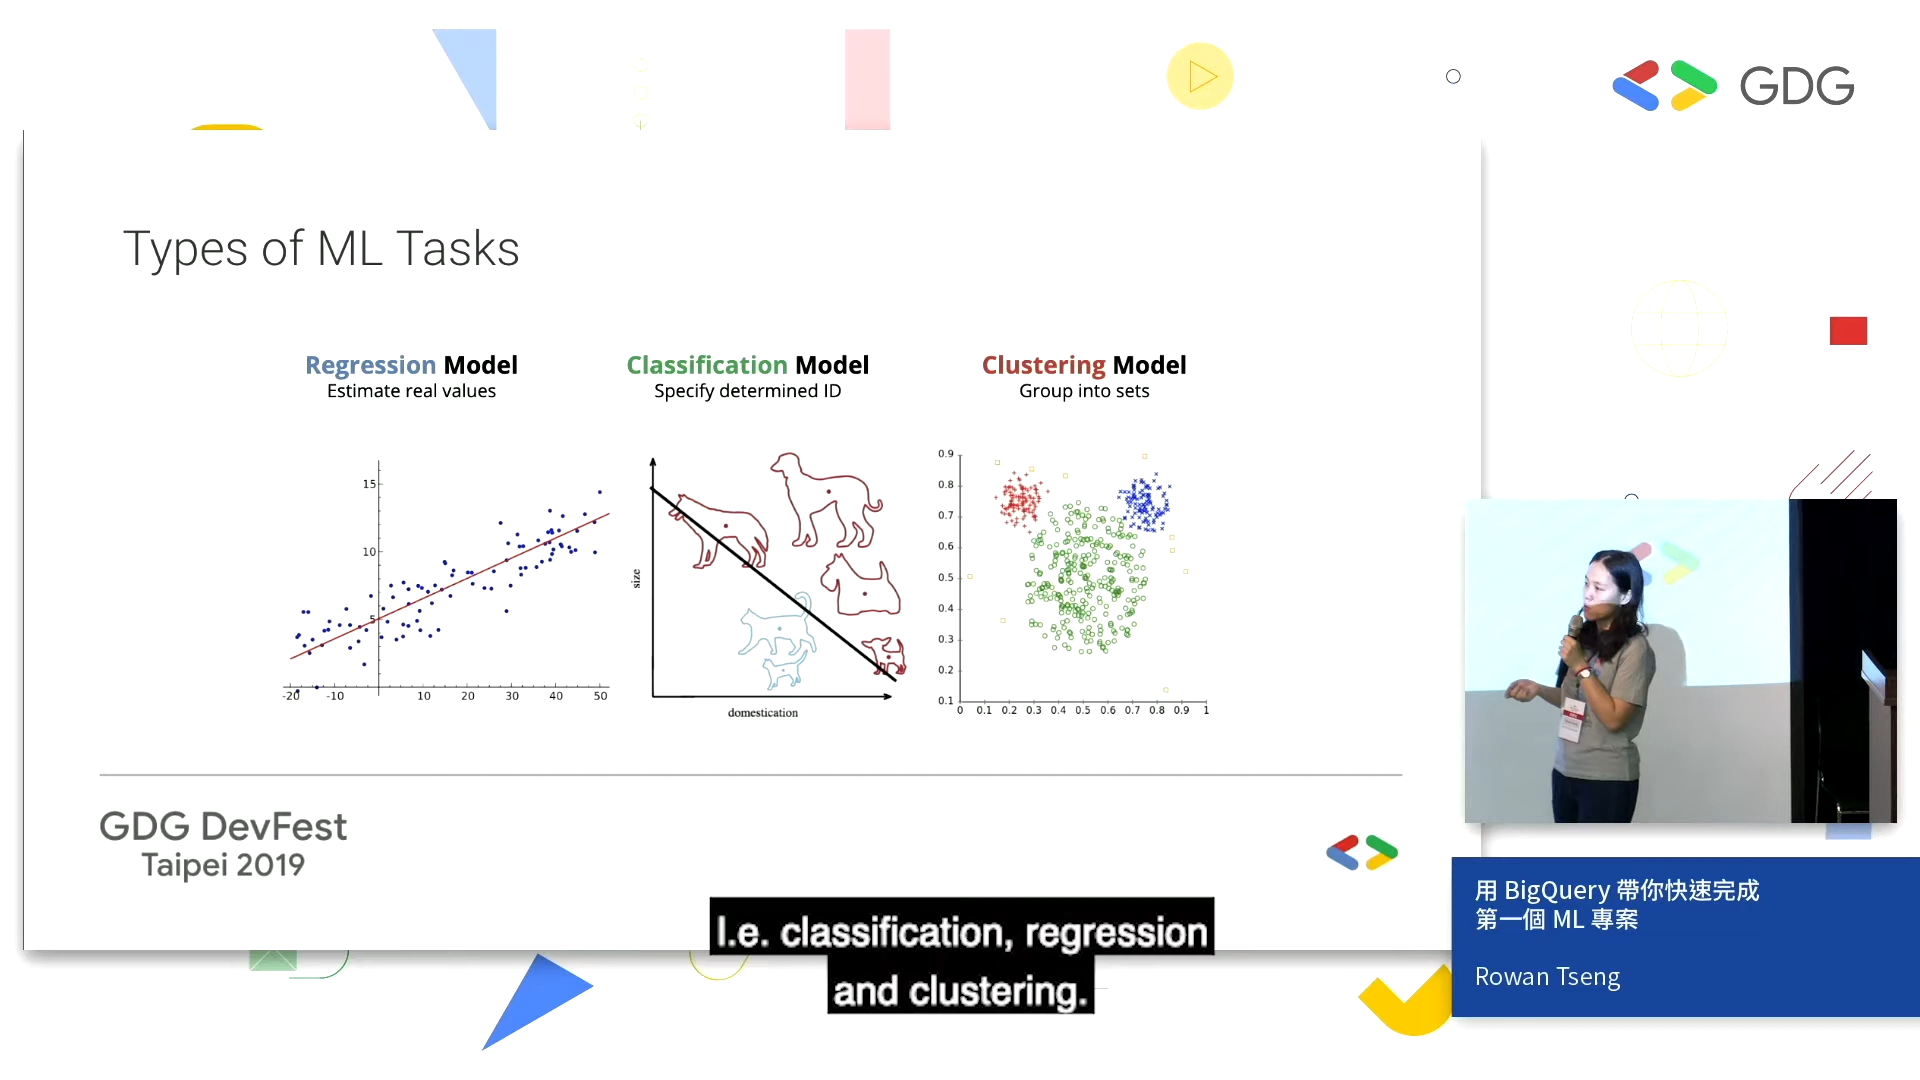 GDG
Types of ML Tasks
Regression Model
Estimate real values
Classification Model
Specify determined ID
Clustering Model
Group into sets
15
10
5
-20
-10
10
20
30
40
50
size
domestication
0.9
0.8
0.7
0.6
0.5
0.4
0.3
0.2
0.1
0
0.1
0.2
0.3
0.4
0.5
0.6
0.7
0.8
0.9
1
GDG DevFest
Taipei 2019
I.e. classification, regression
and clustering.
用 BigQuery 帶你快速完成
第一個 ML 專案
Rowan Tseng